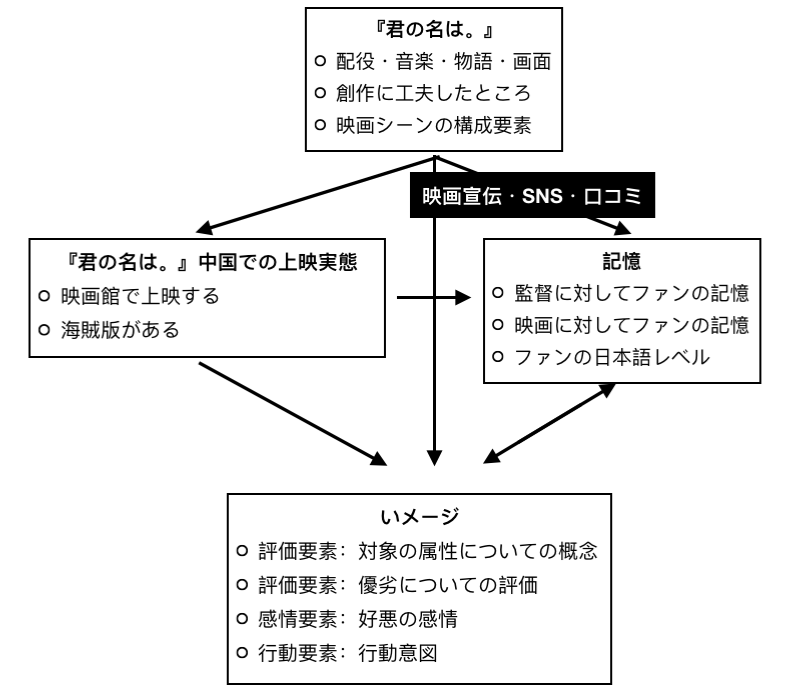 『君の名は。』
○ 配役・音楽・物語・画面
○ 創作に工夫したところ
○ 映画シーンの構成要素
映画宣伝・SNS・口コミ
『君の名は。』中国での上映実態
○ 映画館で上映する
○ 海賊版がある
記憶
○ 監督に対してファンの記憶
○ 映画に対してファンの記憶
○ ファンの日本語レベル
いメージ
○ 評価要素：対象の属性についての概念
○ 評価要素：優劣についての評価
○ 感情要素：好悪の感情
○ 行動要素：行動意図